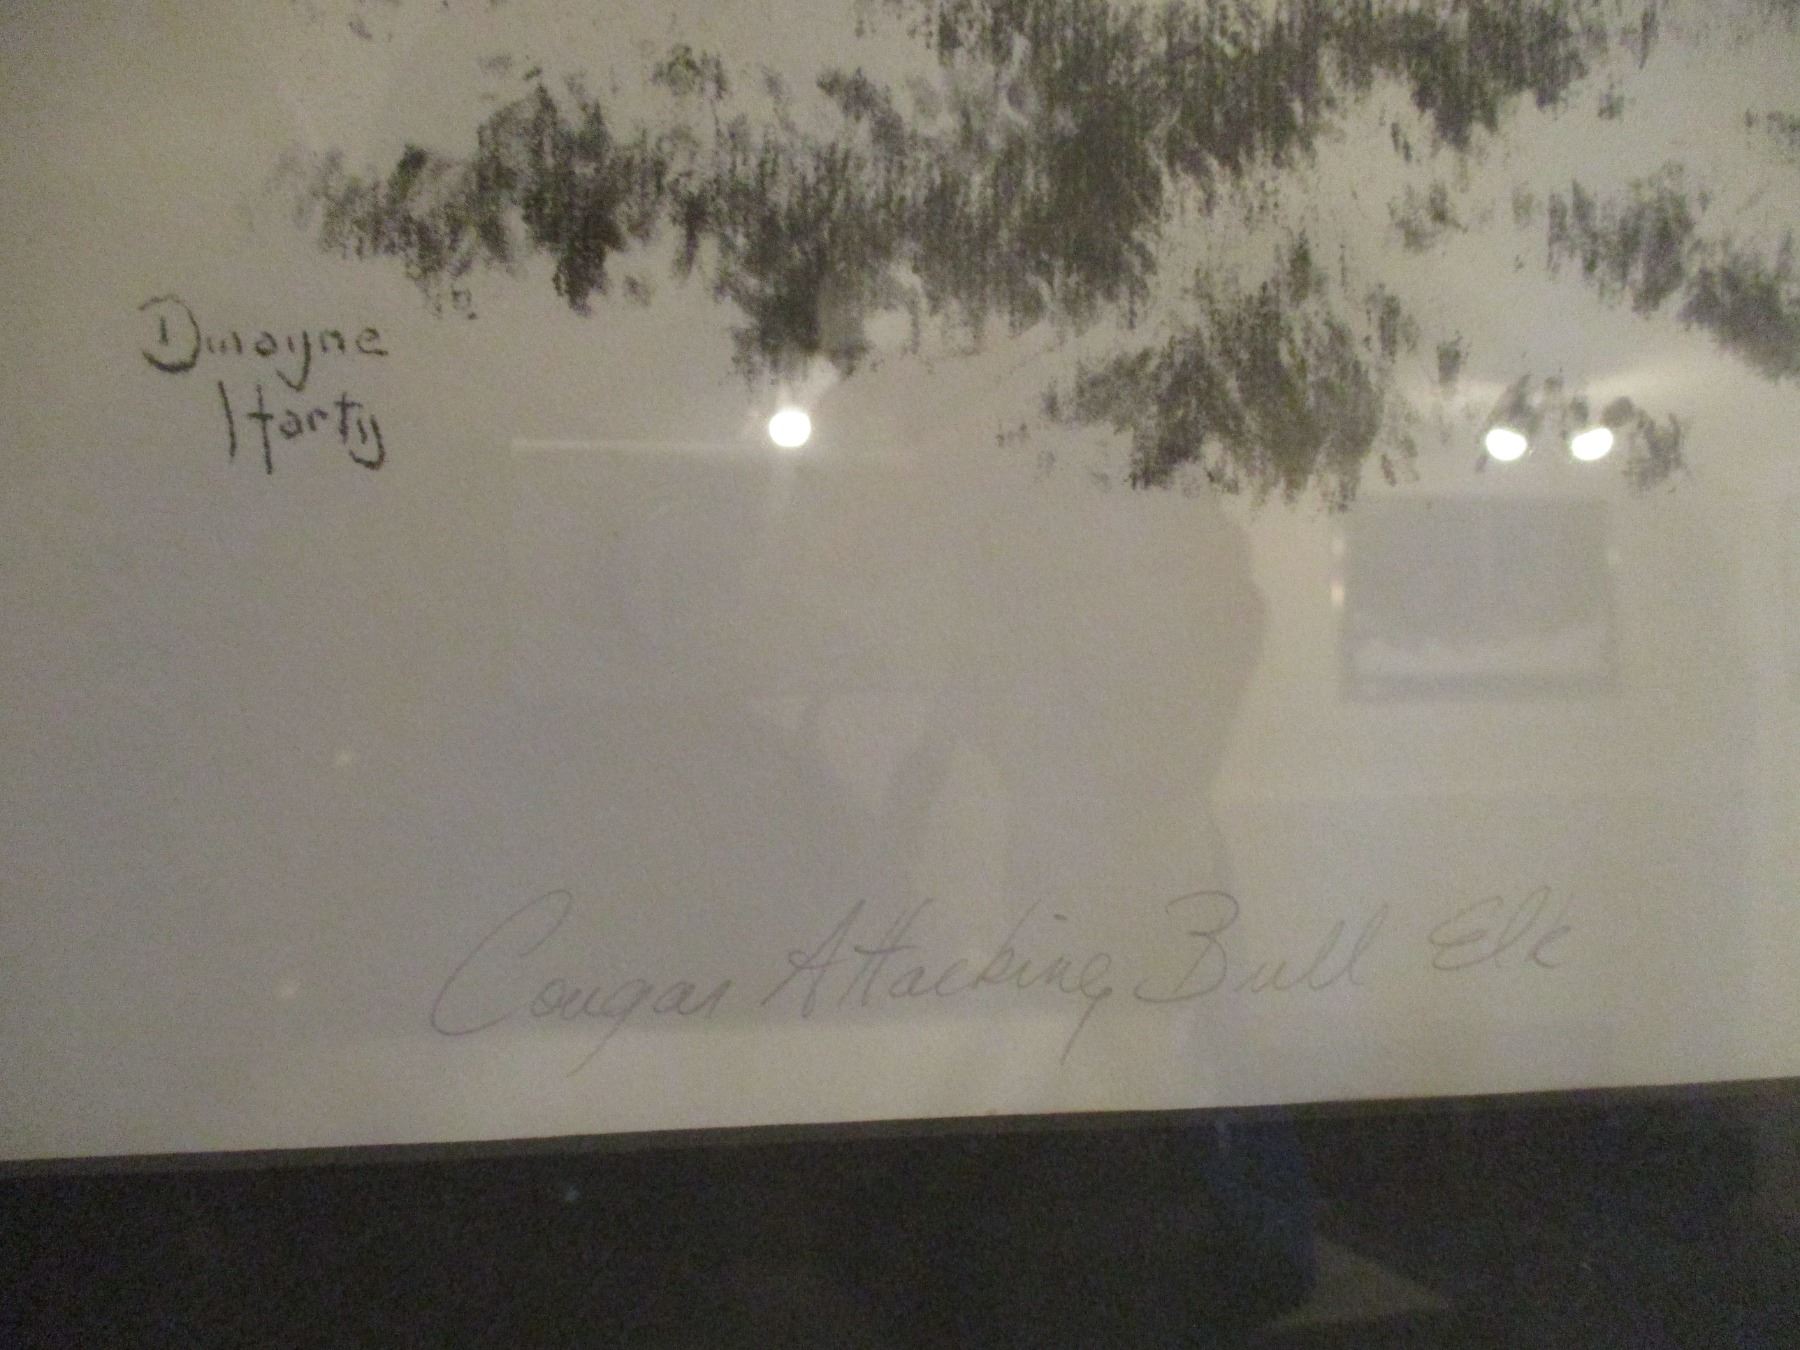 Dwayne
Harty
Cougar Attacking Bull Elk